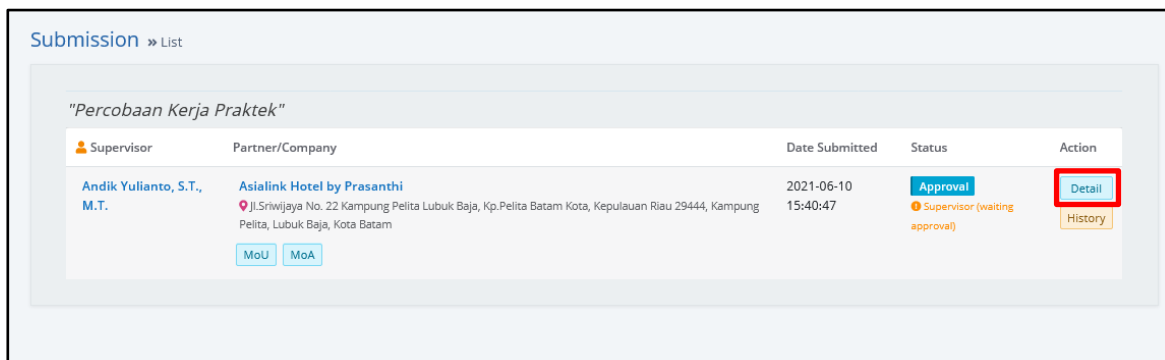 Submission » List
"Percobaan Kerja Praktek"
Supervisor Partner/Company Date Submitted Status Action
Andik Yulianto, S.T., M.T.
Asialink Hotel by Prasanthi
Jl.Sriwijaya No. 22 Kampung Pelita Lubuk Baja, Kp.Pelita Batam Kota, Kepulauan Riau 29444, Kampung
Pelita, Lubuk Baja, Kota Batam
MoU MoA
2021-06-10
15:40:47
Approval
Supervisor (waiting
approval)
Detail
History